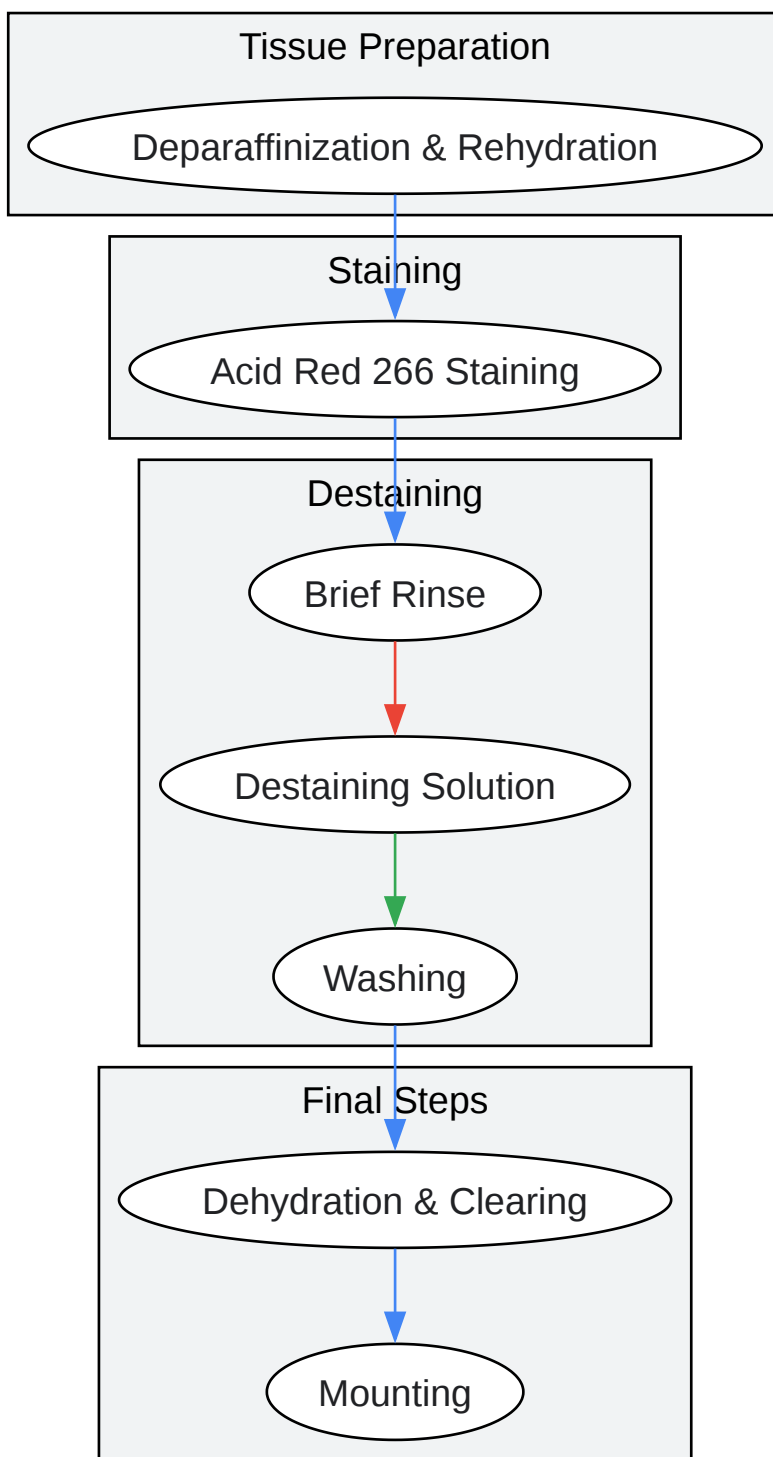 Tissue Preparation
Deparaffinization & Rehydration
Staining
Acid Red 266 Staining
Destaining
Brief Rinse
Destaining Solution
Washing
Final Steps
Dehydration & Clearing
Mounting